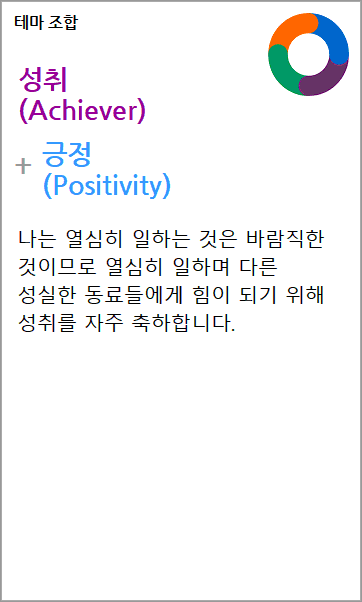 테마 조합
성취
(Achiever)
+ 긍정
(Positivity)
나는 열심히 일하는 것은 바람직한
것이므로 열심히 일하며 다른
성실한 동료들에게 힘이 되기 위해
성취를 자주 축하합니다.